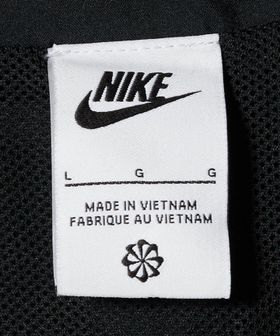 NIKE
L G G
MADE IN VIETNAM
FABRIQUE AU VIETNAM